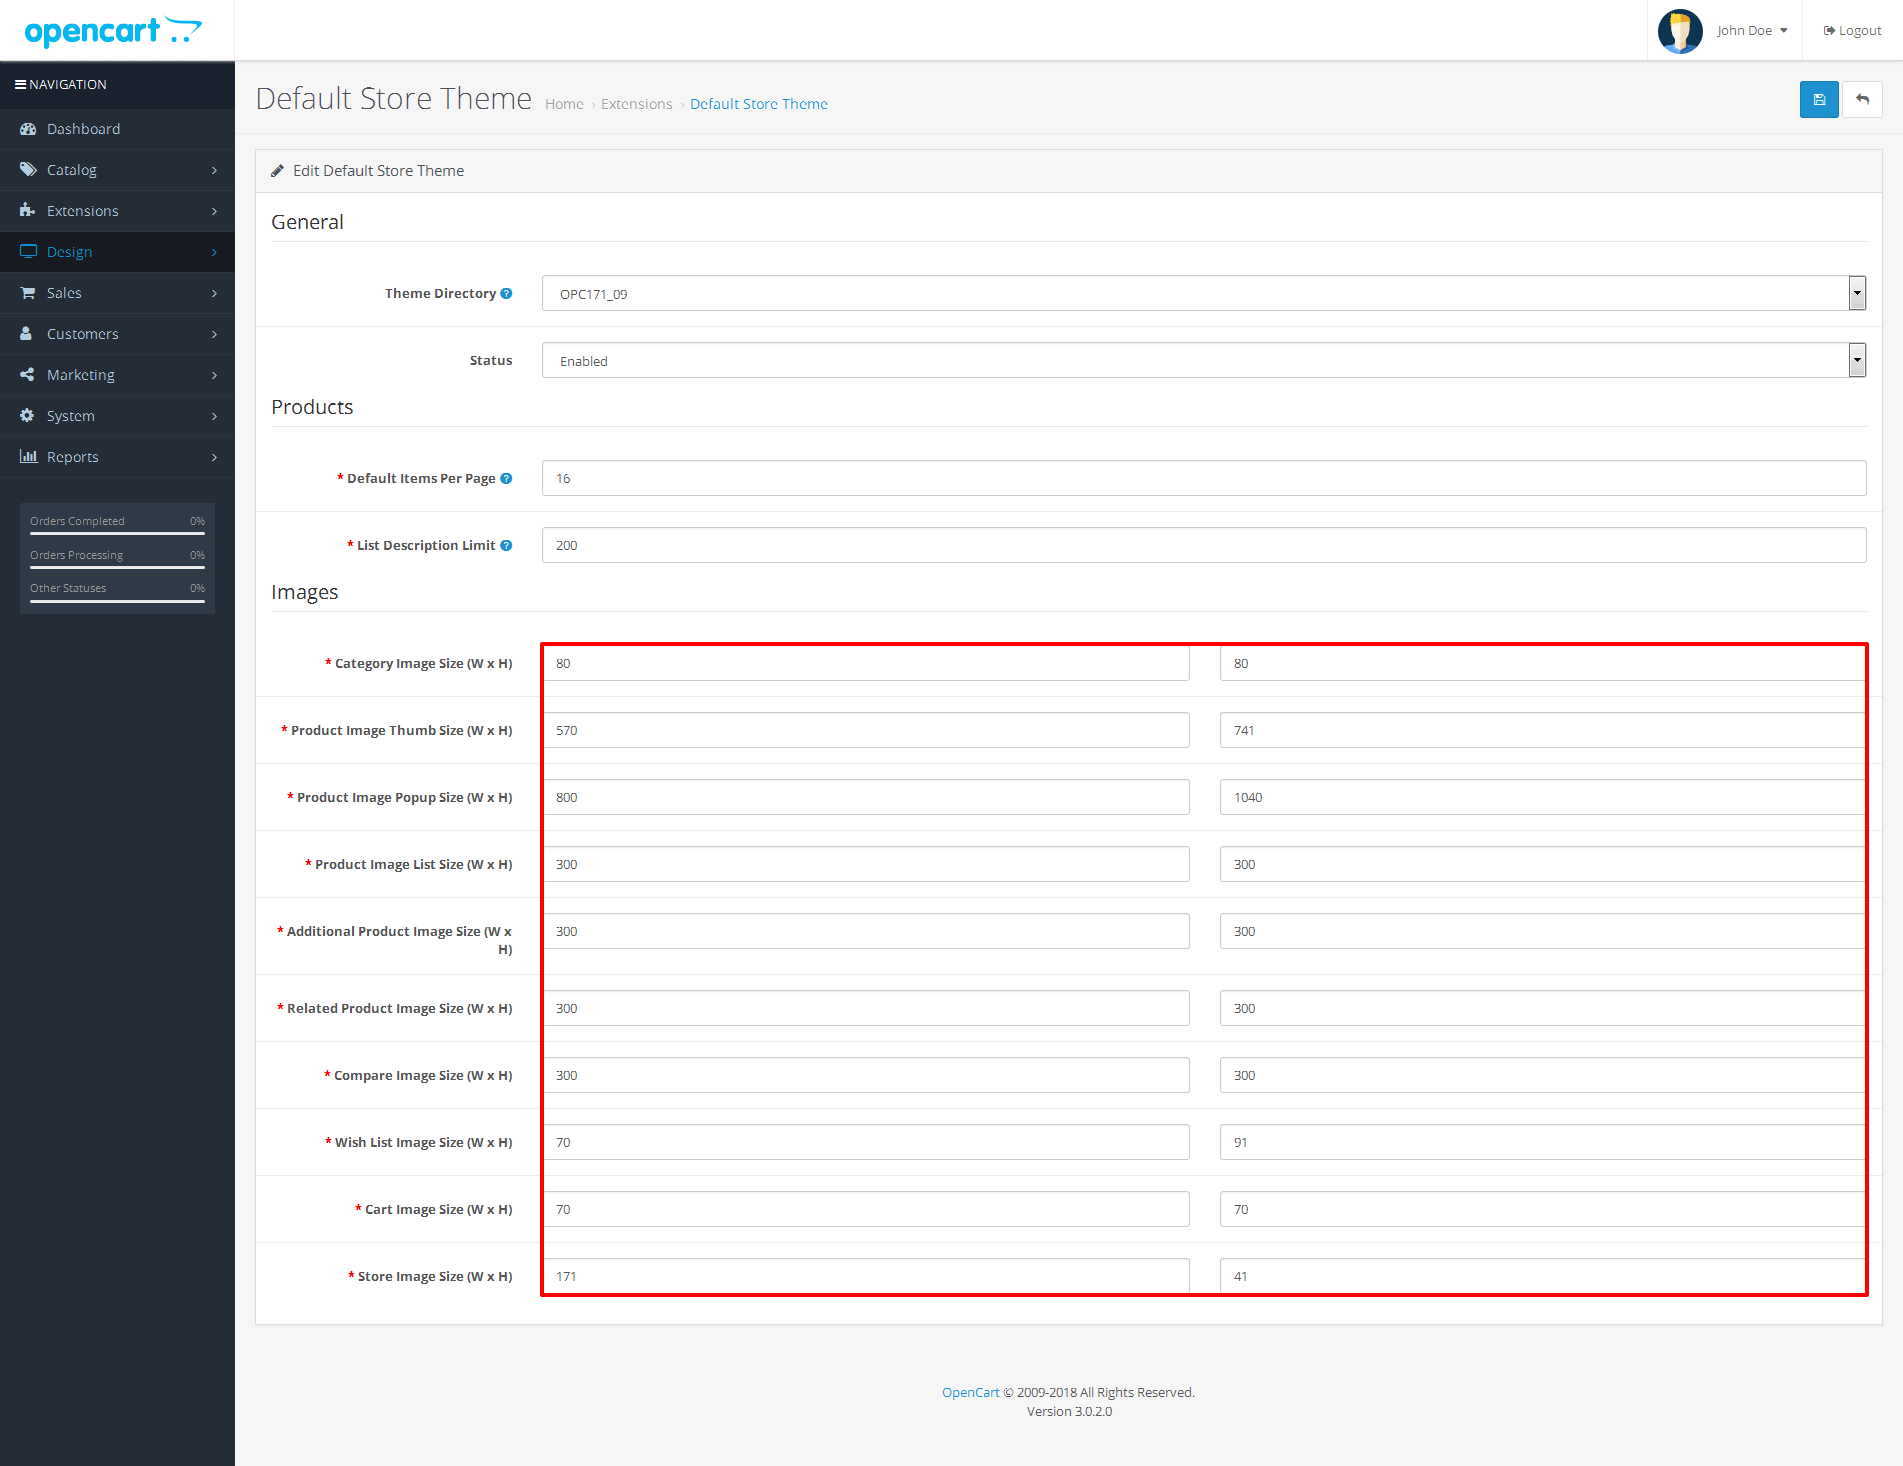 opencart
John Doe
Logout
NAVIGATION
Default Store Theme
Home › Extensions › Default Store Theme
Dashboard
Catalog
Extensions
Design
Sales
Customers
Marketing
System
Reports
Orders Completed 0%
Orders Processing 0%
Other Statuses 0%
Edit Default Store Theme
General
Theme Directory ? OPC171_09
Status Enabled
Products
* Default Items Per Page ? 16
* List Description Limit ? 200
Images
* Category Image Size (W x H) 80 80
* Product Image Thumb Size (W x H) 570 741
* Product Image Popup Size (W x H) 800 1040
* Product Image List Size (W x H) 300 300
* Additional Product Image Size (W x
H) 300 300
* Related Product Image Size (W x H) 300 300
* Compare Image Size (W x H) 300 300
* Wish List Image Size (W x H) 70 91
* Cart Image Size (W x H) 70 70
* Store Image Size (W x H) 171 41
OpenCart © 2009-2018 All Rights Reserved.
Version 3.0.2.0